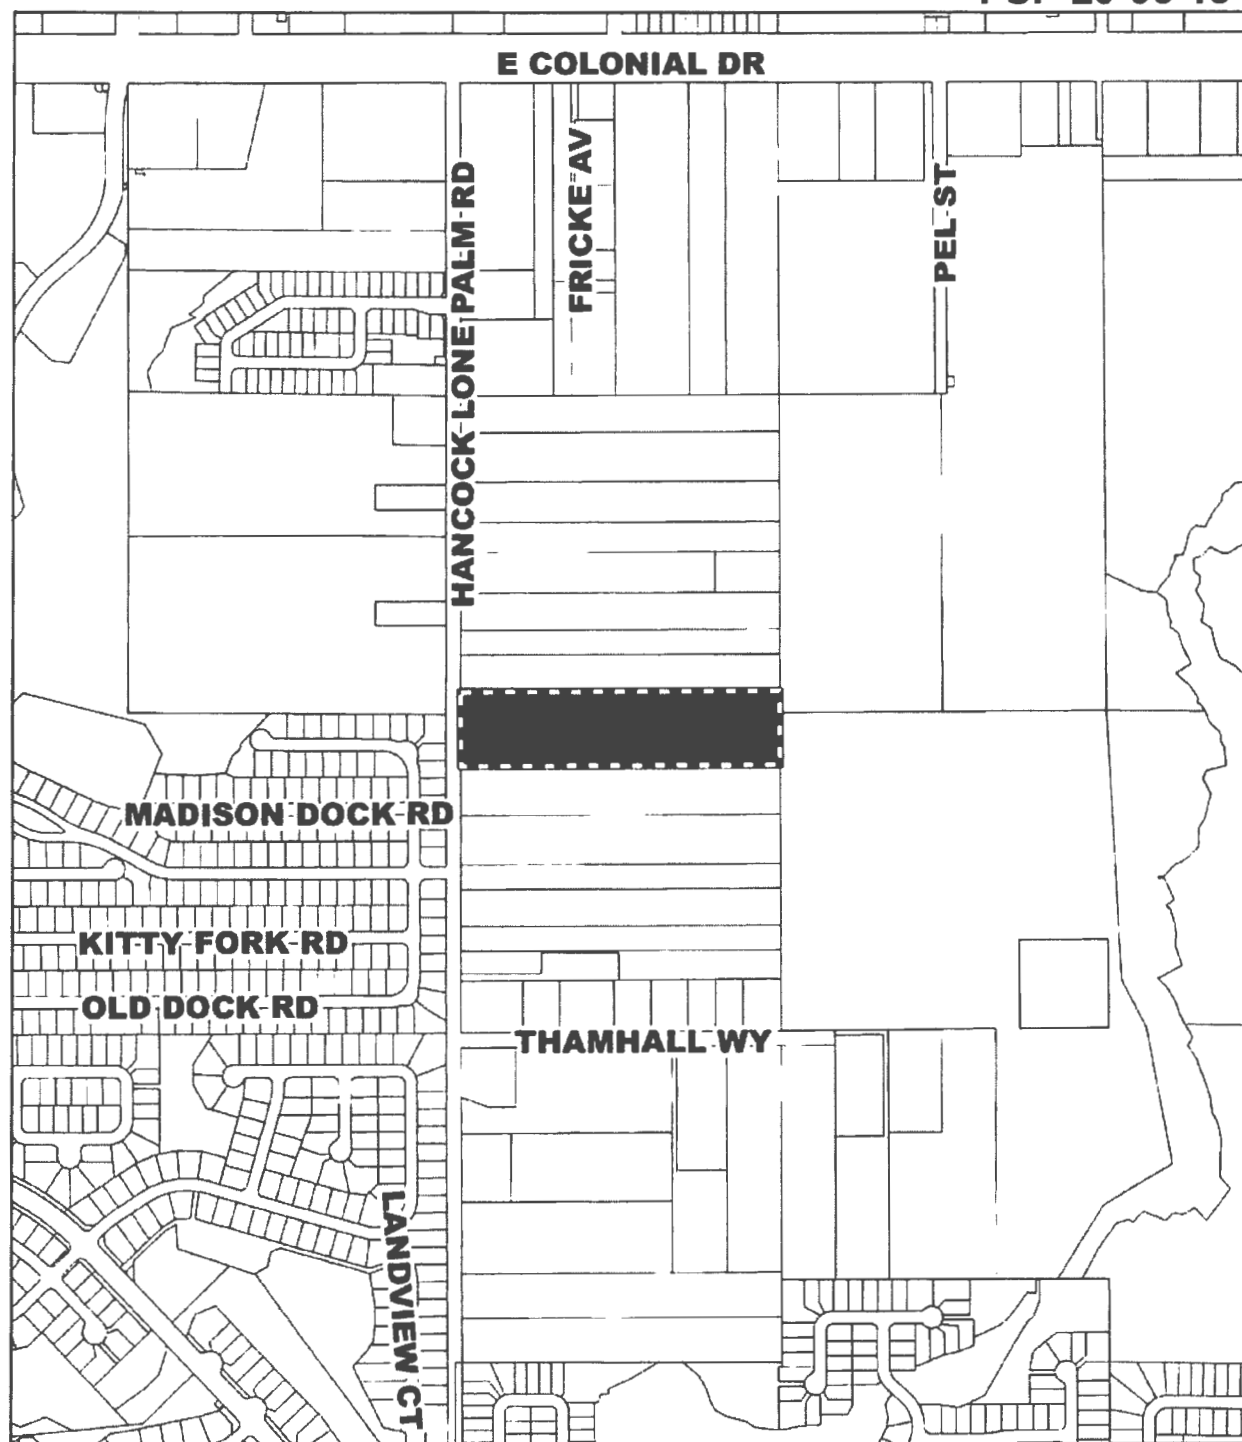 E COLONIAL DR
HANCOCK LONE PALM RD
FRICKE AV
PEL ST
MADISON DOCK RD
KITTY FORK RD
OLD DOCK RD
THAMHALL WY
LANDVIEW CT